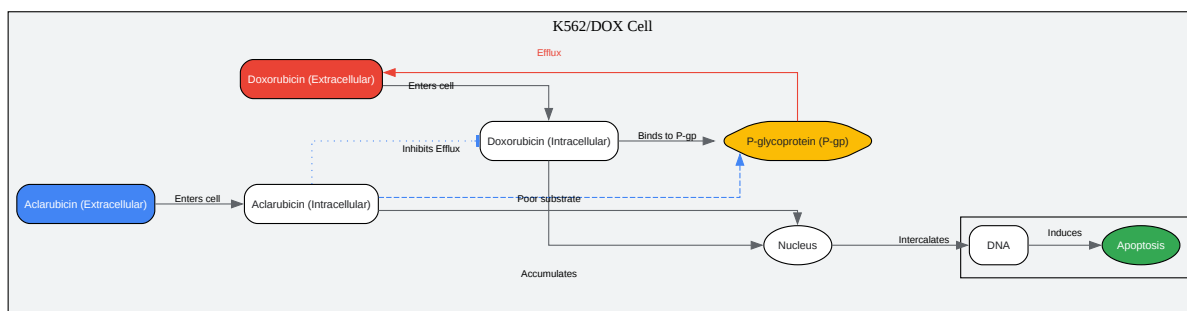 K562/DOX Cell
Efflux
Doxorubicin (Extracellular)
Enters cell
Doxorubicin (Intracellular)
Binds to P-gp
P-glycoprotein (P-gp)
Inhibits Efflux
Aclarubicin (Extracellular)
Enters cell
Aclarubicin (Intracellular)
Poor substrate
Nucleus
Intercalates
DNA
Induces
Apoptosis
Accumulates